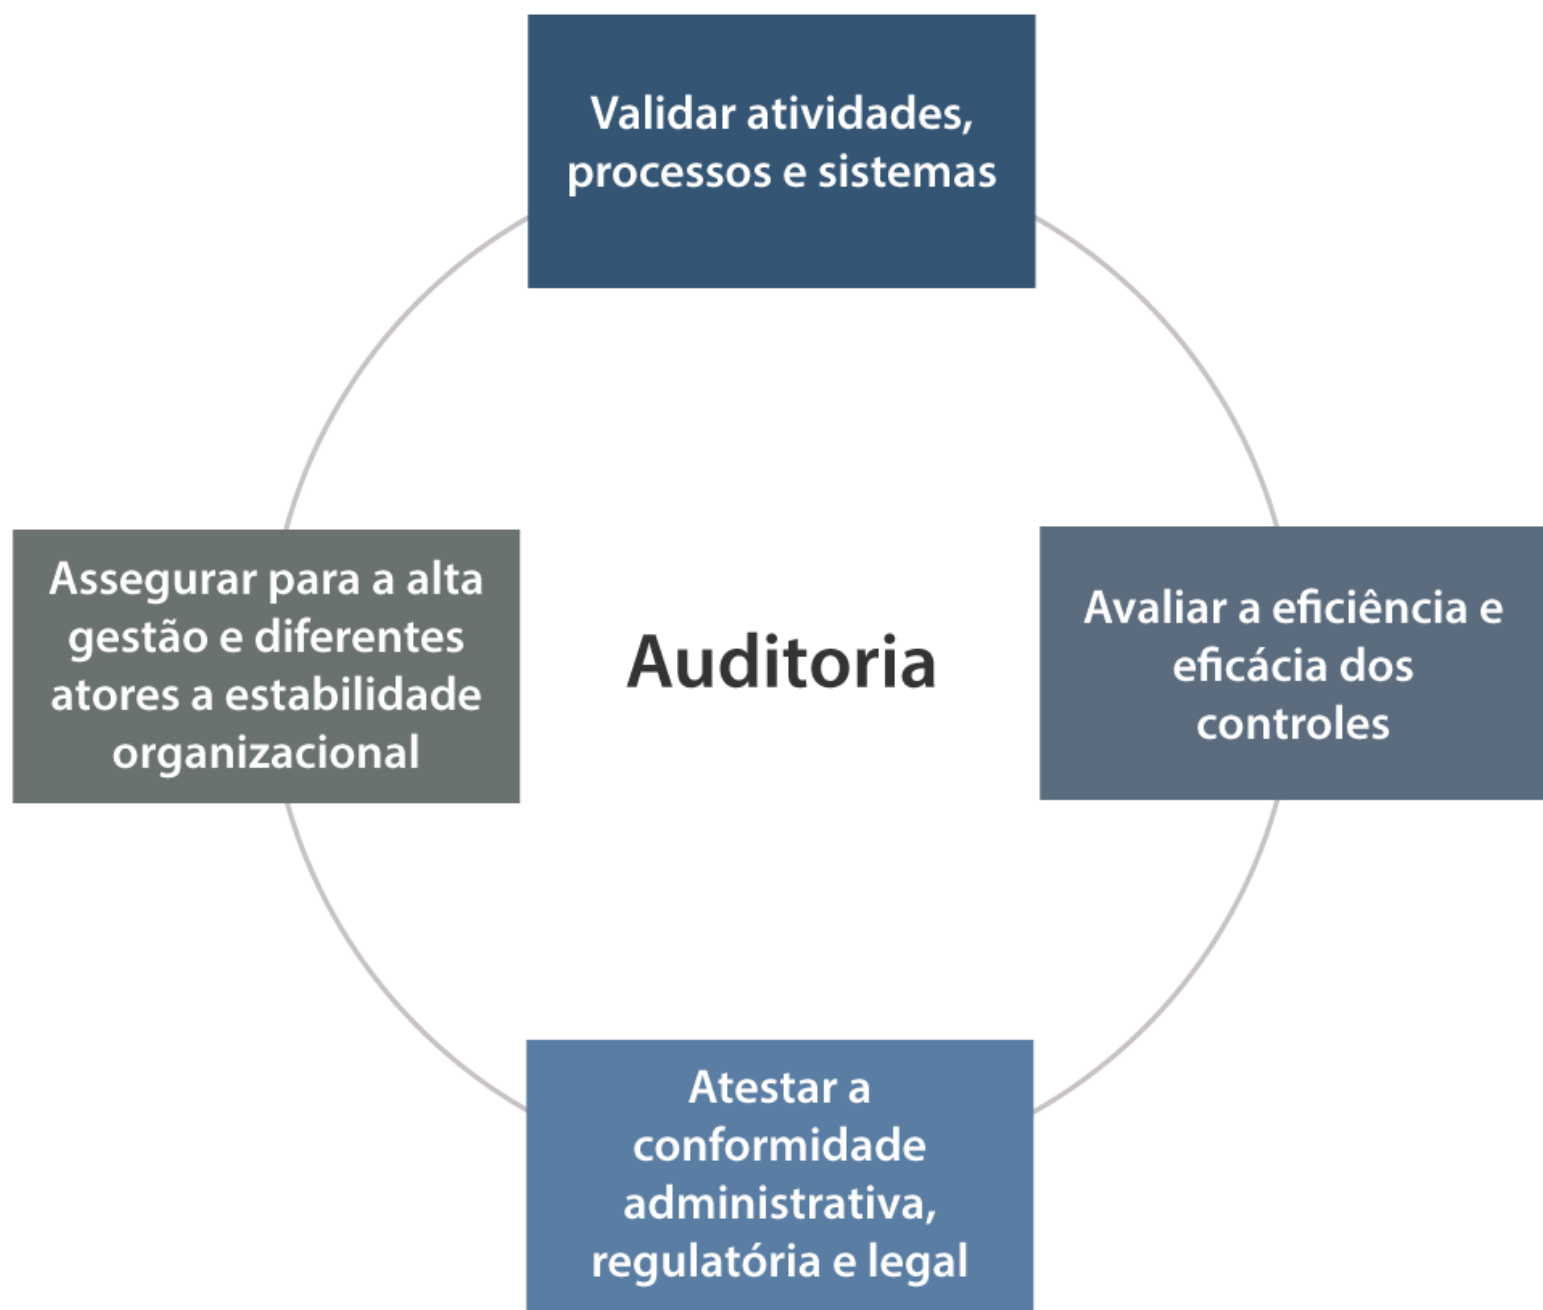 Validar atividades,
processos e sistemas
Assegurar para a alta
gestão e diferentes
atores a estabilidade
organizacional
Auditoria
Avaliar a eficiência e
eficácia dos
controles
Atestar a
conformidade
administrativa,
regulatória e legal